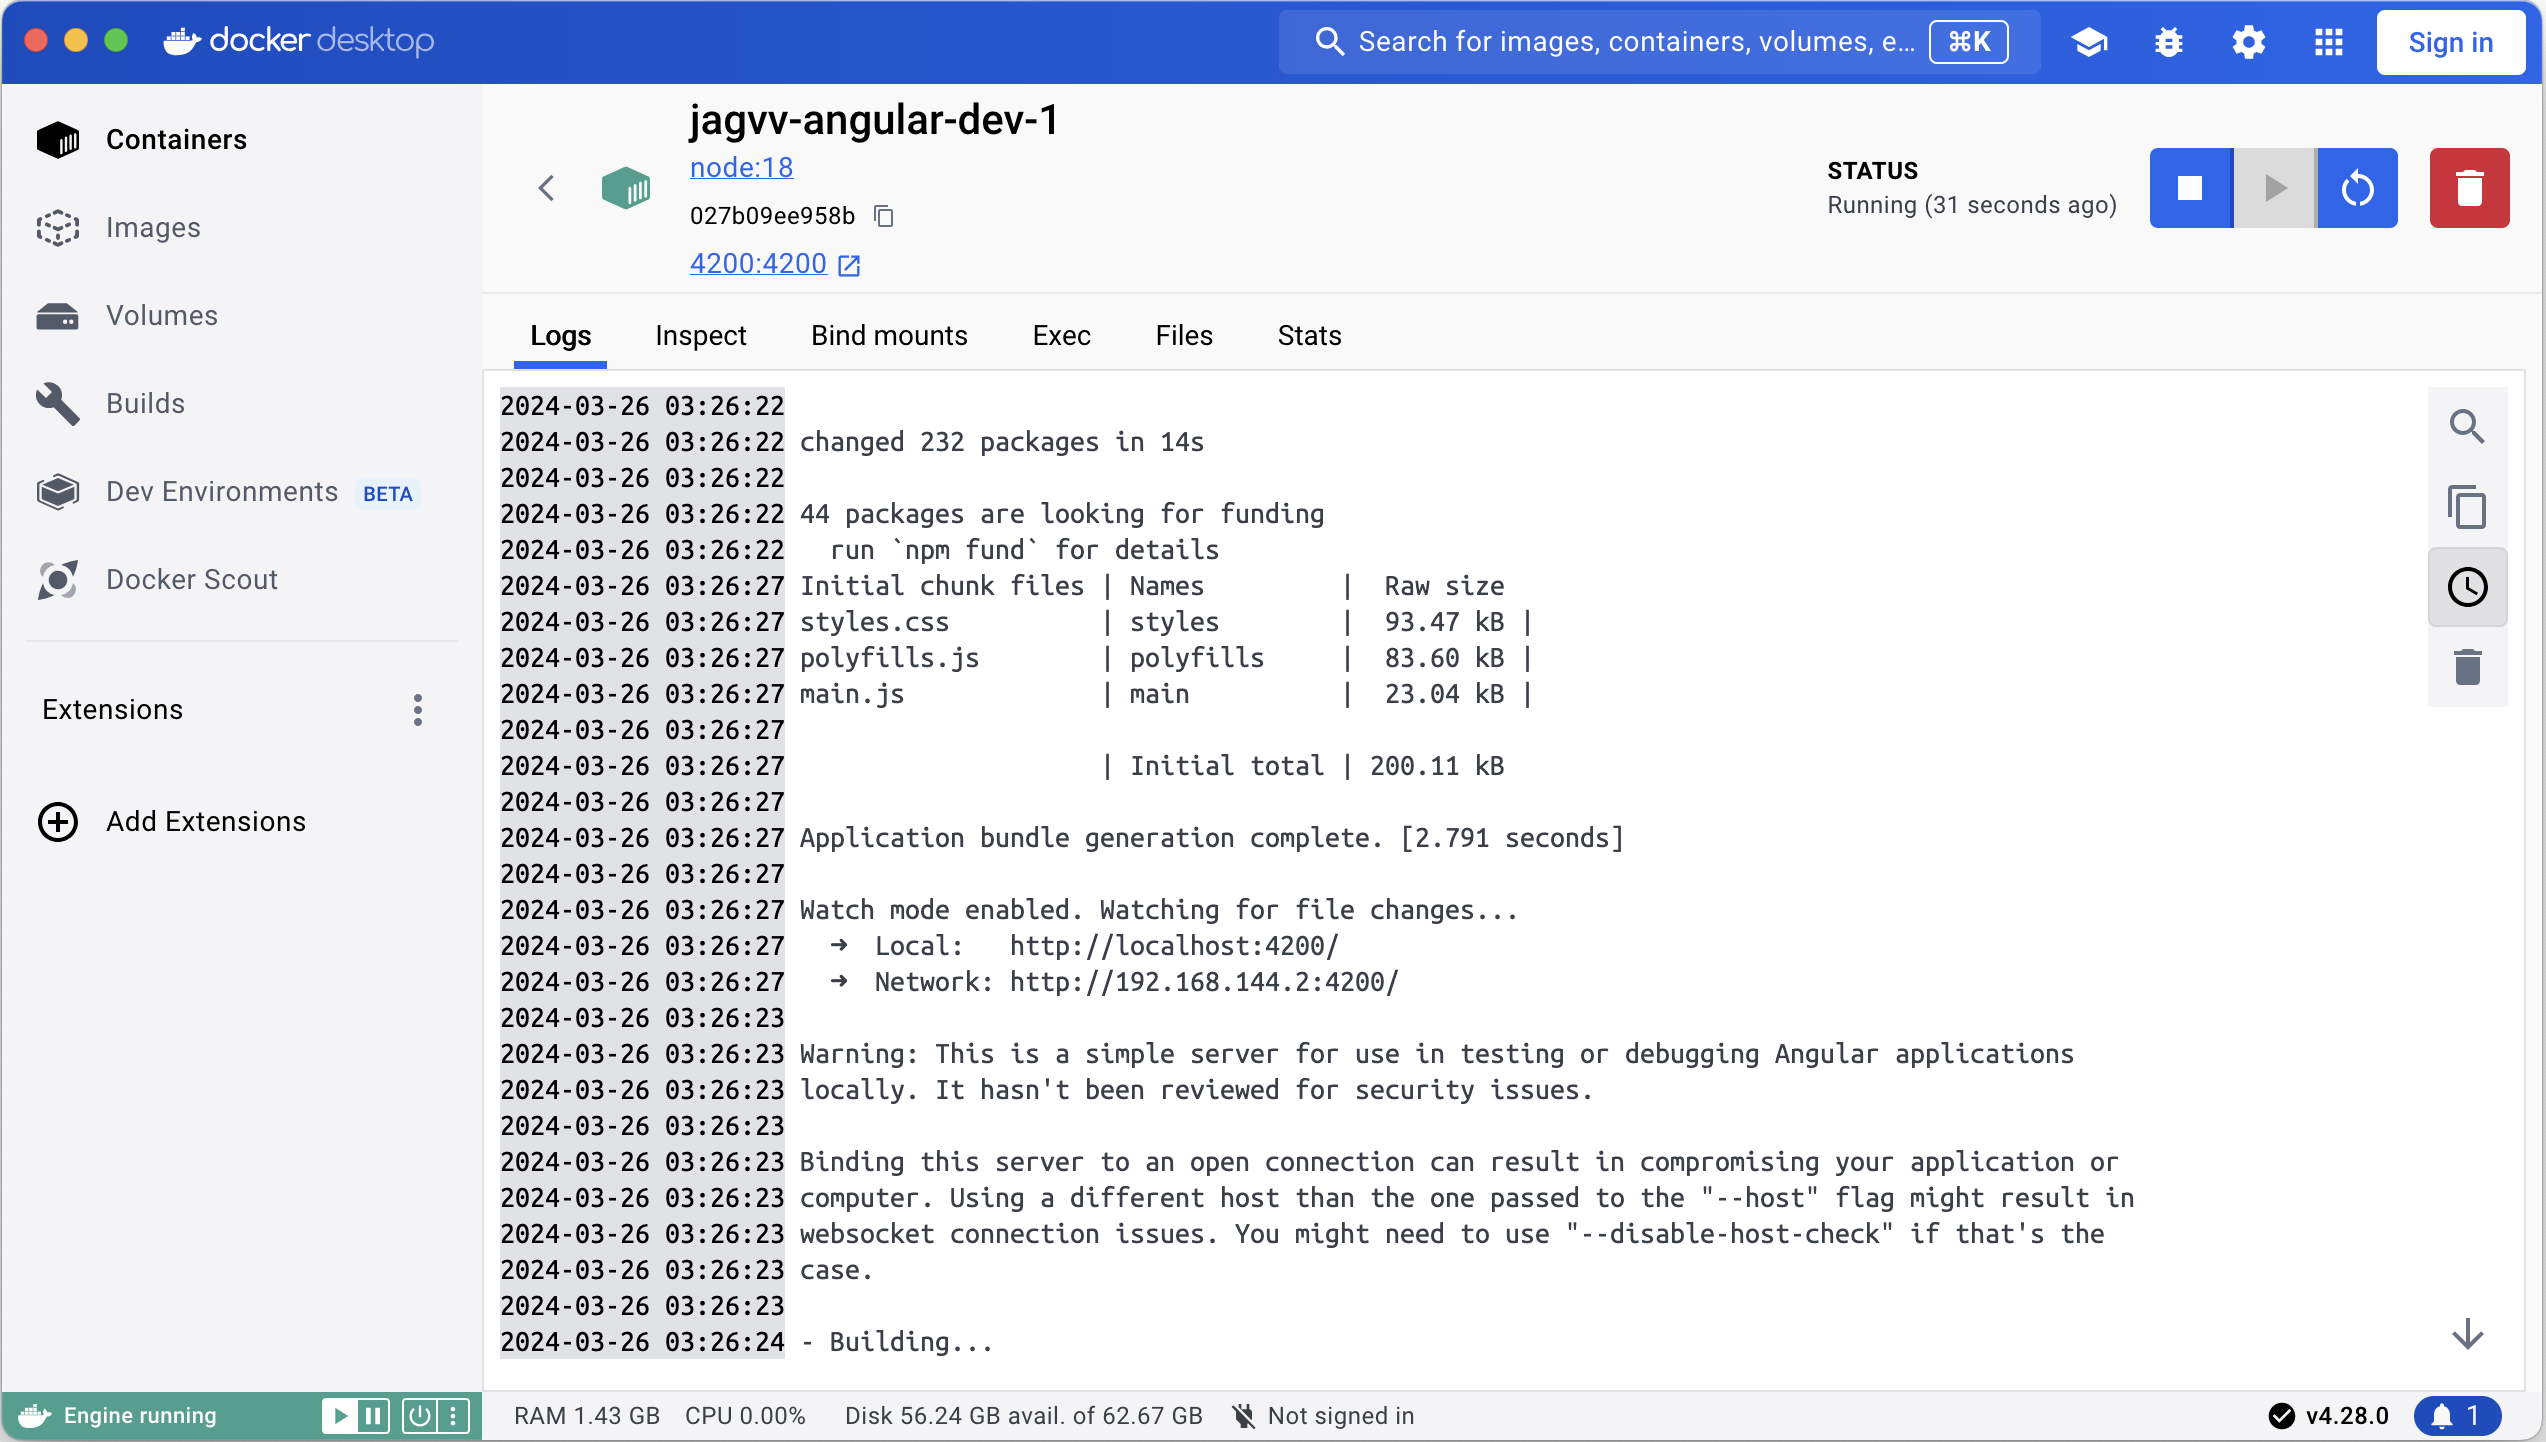 docker desktop
Search for images, containers, volumes, e... ⌘K
Sign in
Containers
Images
Volumes
Builds
Dev Environments BETA
Docker Scout
Extensions
Add Extensions
jagvv-angular-dev-1
node:18
027b09ee958b
4200:4200
STATUS
Running (31 seconds ago)
Logs Inspect Bind mounts Exec Files Stats
2024-03-26 03:26:22
2024-03-26 03:26:22 changed 232 packages in 14s
2024-03-26 03:26:22
2024-03-26 03:26:22 44 packages are looking for funding
2024-03-26 03:26:22   run `npm fund` for details
2024-03-26 03:26:27 Initial chunk files | Names         |  Raw size
2024-03-26 03:26:27 styles.css          | styles        |  93.47 kB |
2024-03-26 03:26:27 polyfills.js        | polyfills     |  83.60 kB |
2024-03-26 03:26:27 main.js             | main          |  23.04 kB |
2024-03-26 03:26:27
2024-03-26 03:26:27                     | Initial total | 200.11 kB
2024-03-26 03:26:27
2024-03-26 03:26:27 Application bundle generation complete. [2.791 seconds]
2024-03-26 03:26:27
2024-03-26 03:26:27 Watch mode enabled. Watching for file changes...
2024-03-26 03:26:27   ➜  Local:   http://localhost:4200/
2024-03-26 03:26:27   ➜  Network: http://192.168.144.2:4200/
2024-03-26 03:26:23
2024-03-26 03:26:23 Warning: This is a simple server for use in testing or debugging Angular applications
2024-03-26 03:26:23 locally. It hasn't been reviewed for security issues.
2024-03-26 03:26:23
2024-03-26 03:26:23 Binding this server to an open connection can result in compromising your application or
2024-03-26 03:26:23 computer. Using a different host than the one passed to the "--host" flag might result in
2024-03-26 03:26:23 websocket connection issues. You might need to use "--disable-host-check" if that's the
2024-03-26 03:26:23 case.
2024-03-26 03:26:23
2024-03-26 03:26:24 - Building...
Engine running
RAM 1.43 GB CPU 0.00% Disk 56.24 GB avail. of 62.67 GB Not signed in
v4.28.0
1